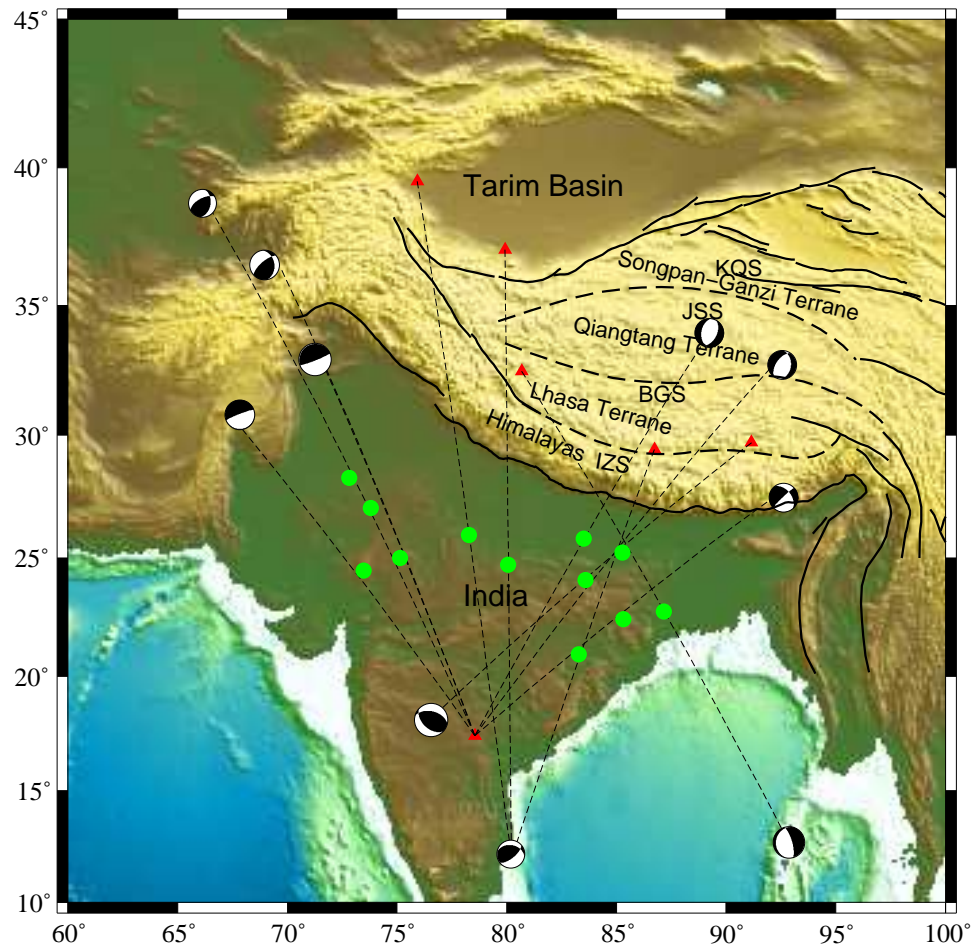 45°
40°
35°
30°
25°
20°
15°
10°
60° 65° 70° 75° 80° 85° 90° 95° 100°
Tarim Basin
KQS
Songpan-Ganzi Terrane
JSS
Qiangtang Terrane
BGS
Lhasa Terrane
Himalayas IZS
India